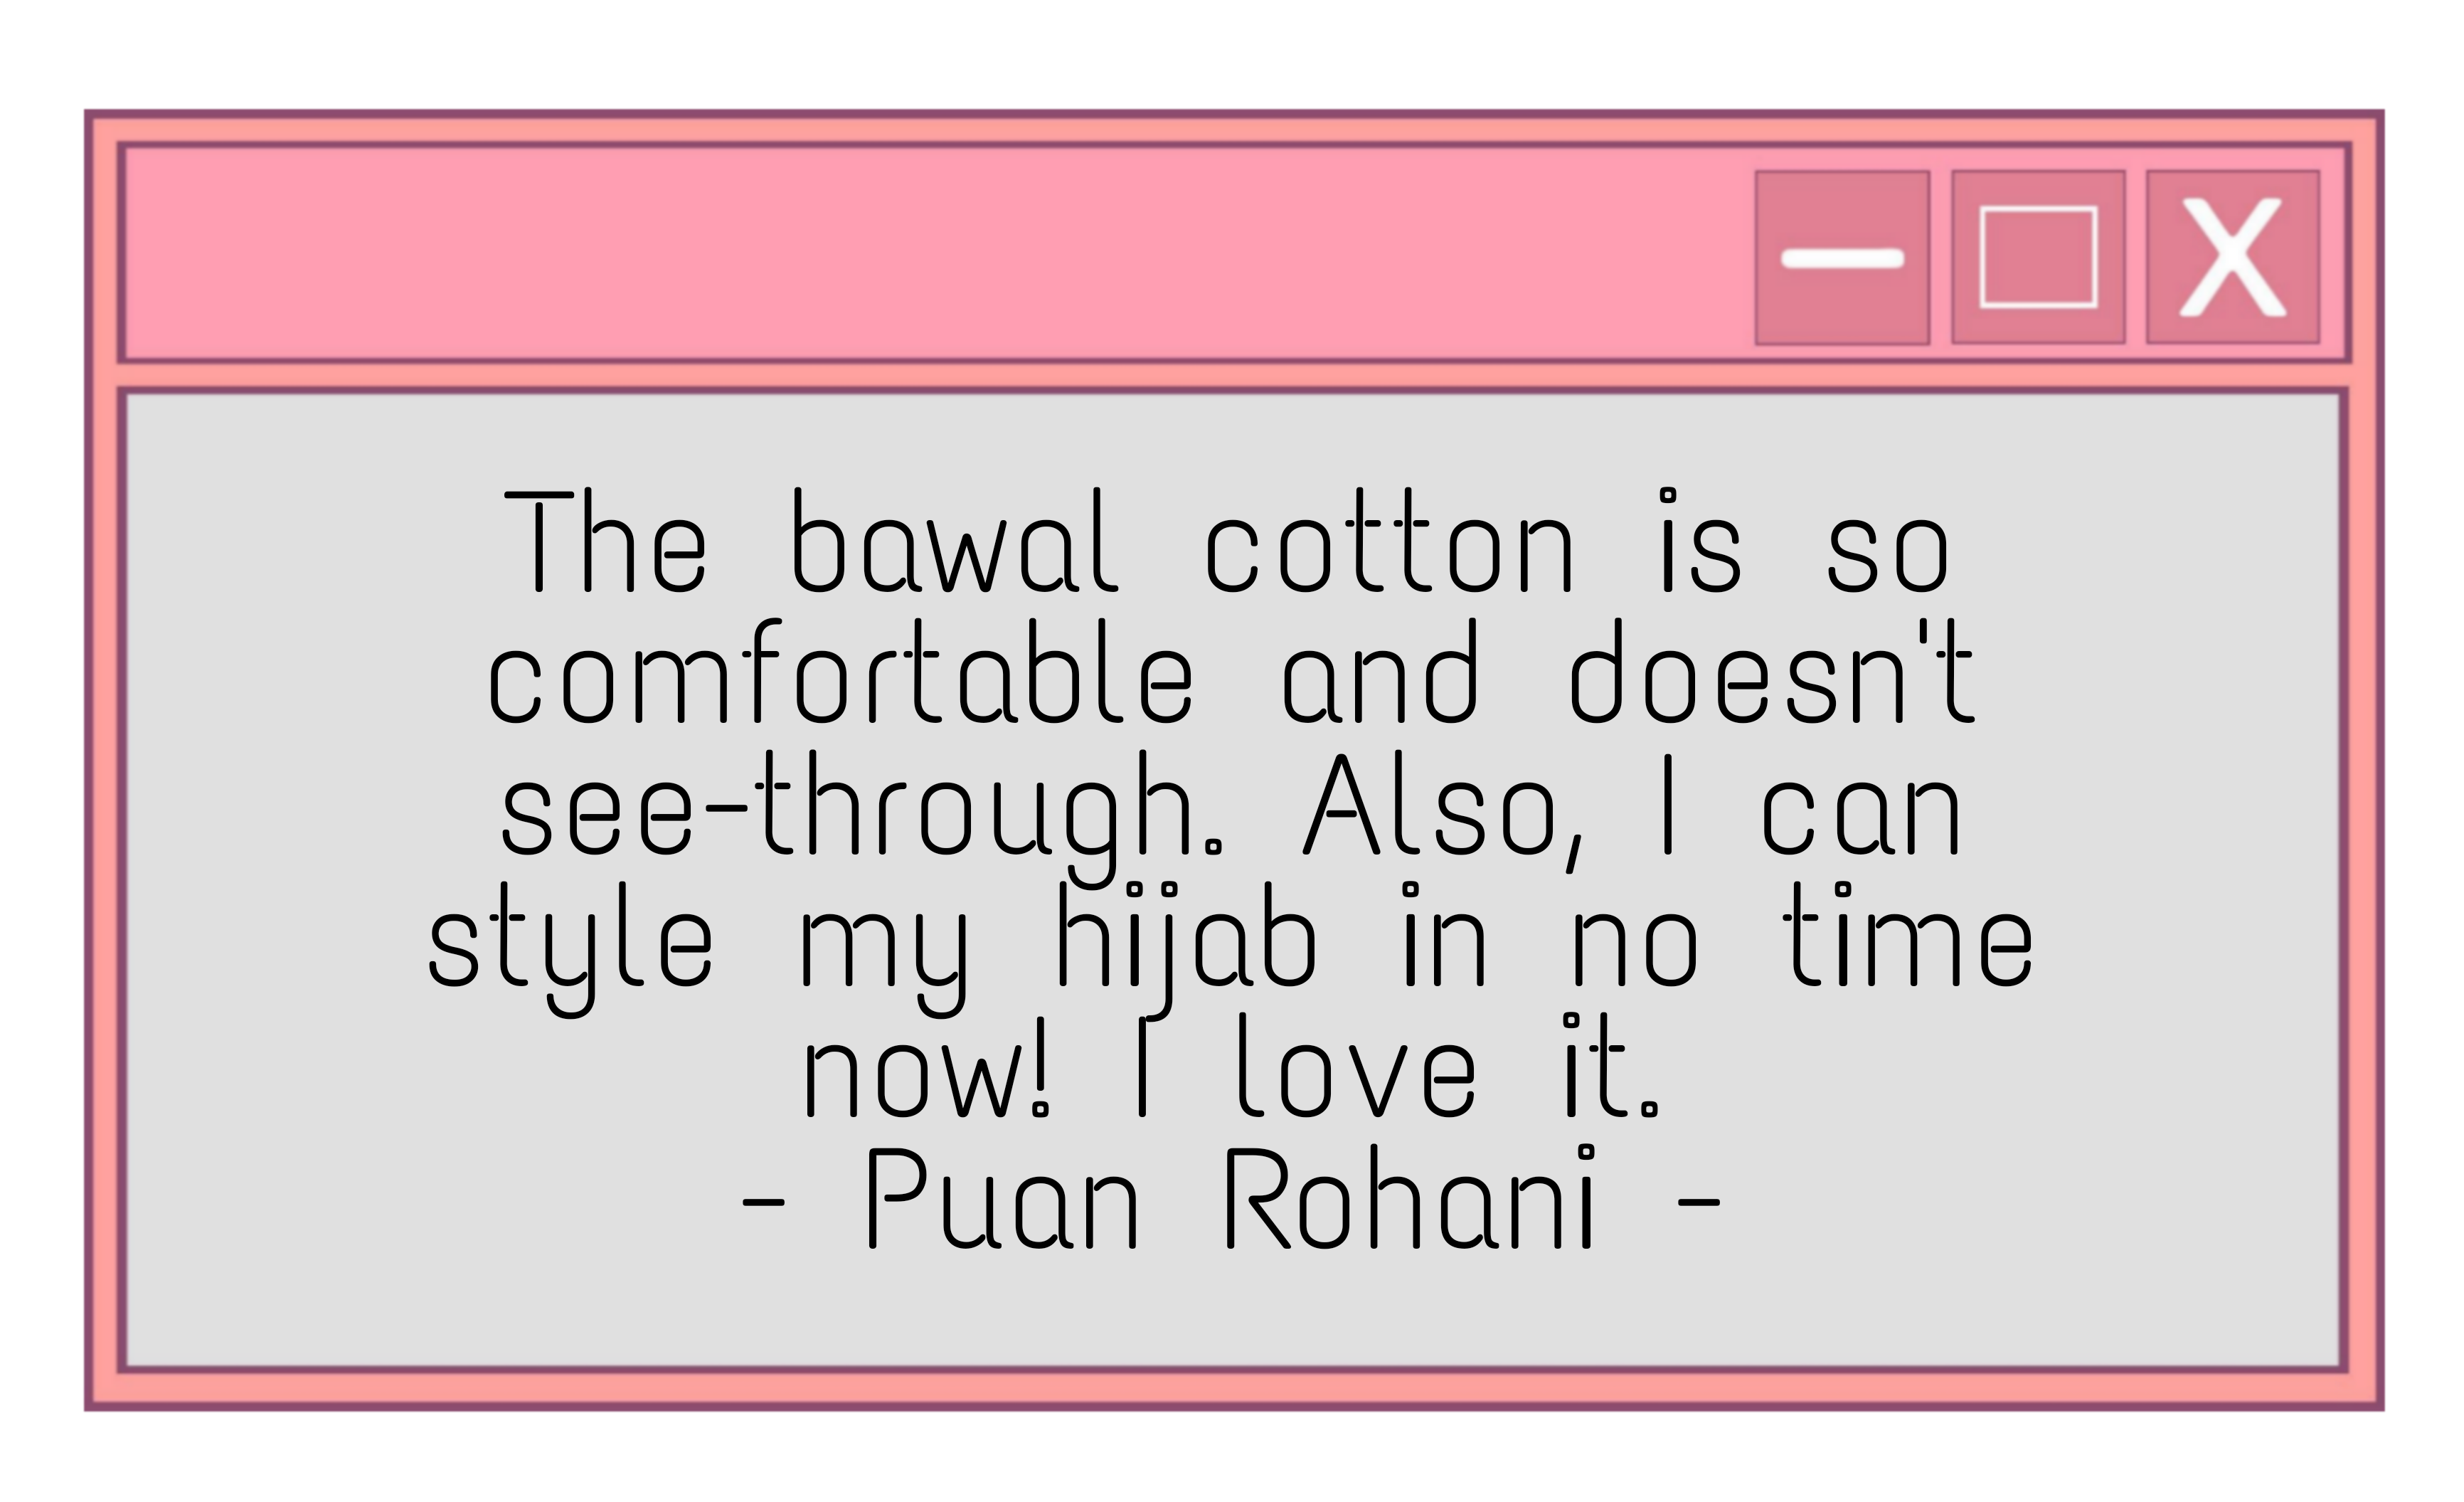 The bawal cotton is so
comfortable and doesn't
see-through. Also, I can
style my hijab in no time
now! I love it.
- Puan Rohani -